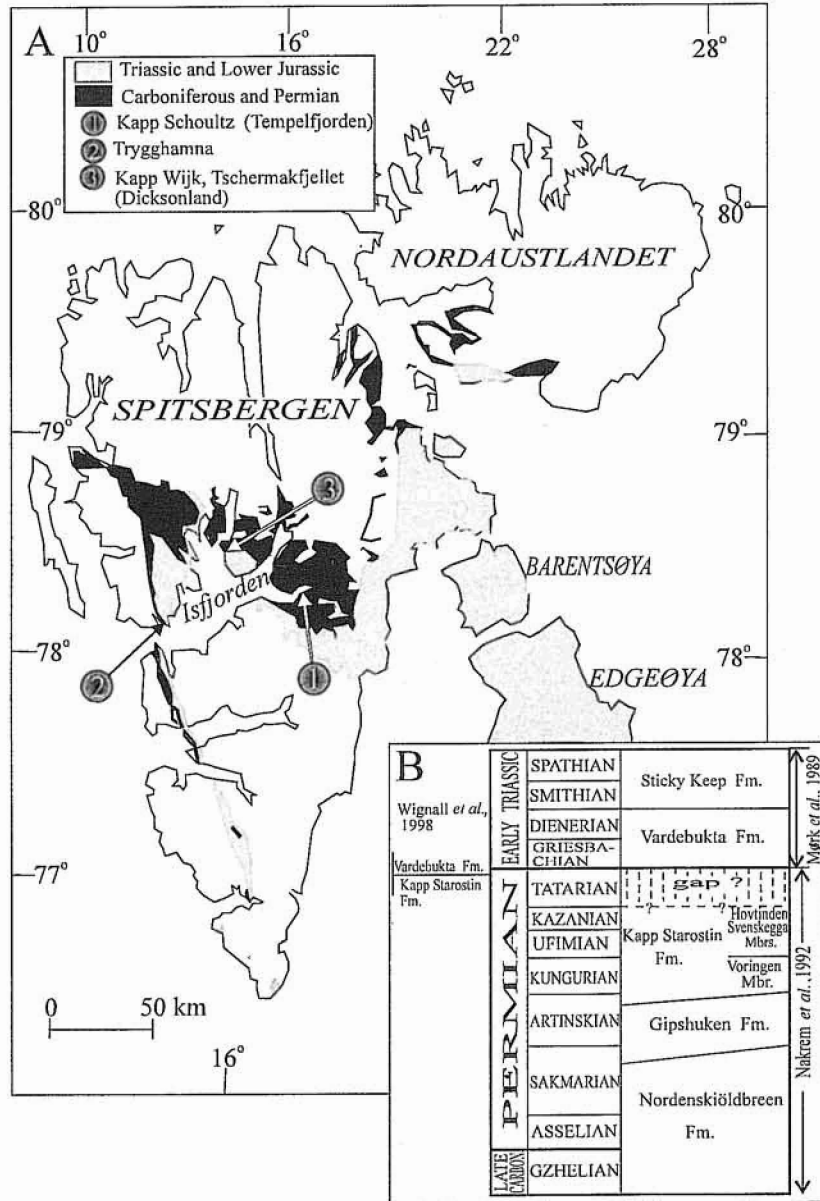 A
10°
16°
22°
28°
Triassic and Lower Jurassic
Carboniferous and Permian
1 Kapp Schoultz (Tempelfjorden)
2 Trygghamna
3 Kapp Wijk, Tschermakfjellet
(Dicksonland)
80°
80°
NORDAUSTLANDET
SPITSBERGEN
79°
79°
3
Isfjorden
BARENTSØYA
78°
78°
2
1
EDGEØYA
77°
0 50 km
16°
B
Wignall et al.,
1998
Vardebukta Fm.
Kapp Starostin
Fm.
EARLY TRIASSIC
SPATHIAN
SMITHIAN
Sticky Keep Fm.
DIENERIAN
GRIESBA-
CHIAN
Vardebukta Fm.
Mørk et al., 1989
PERMIAN
TATARIAN
gap ?
KAZANIAN
? ?
Hovtinden
Svenskegga
Mbrs.
UFIMIAN
Kapp Starostin
Fm.
KUNGURIAN
Voringen
Mbr.
ARTINSKIAN
Gipshuken Fm.
SAKMARIAN
Nordenskiöldbreen
Fm.
ASSELIAN
LATE
CARBON
GZHELIAN
Nakrem et al.,1992